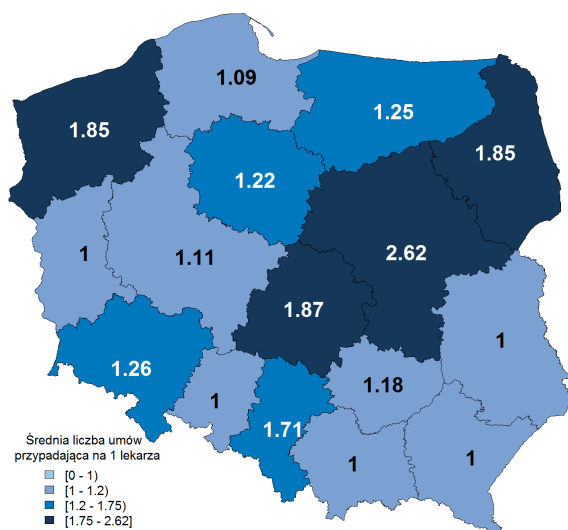 1.09
1.25
1.85
1.85
1.22
2.62
1
1.11
1.87
1
1.26
1.18
1
1.71
1
1
Średnia liczba umów
przypadająca na 1 lekarza
[0 - 1)
[1 - 1.2)
[1.2 - 1.75)
[1.75 - 2.62]